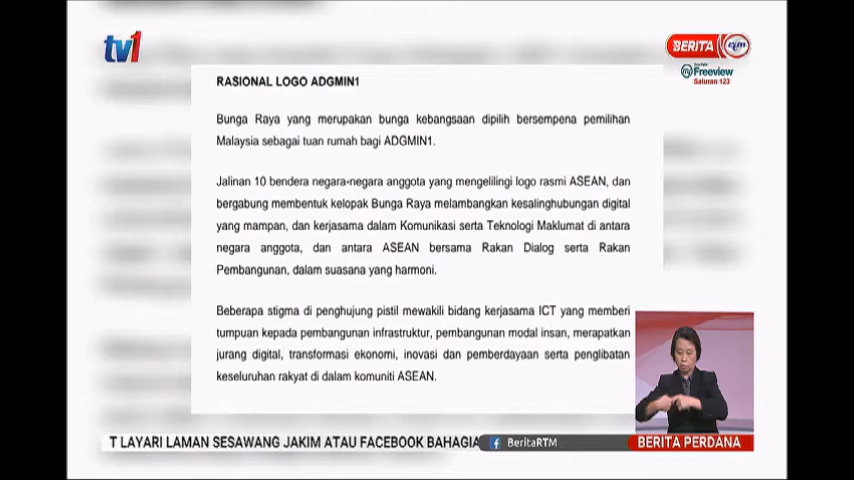 tv1
BERITA rtm
myFreeview
Saluran 123
RASIONAL LOGO ADGMIN1
Bunga Raya yang merupakan bunga kebangsaan dipilih bersempena pemilihan
Malaysia sebagai tuan rumah bagi ADGMIN1.
Jalinan 10 bendera negara-negara anggota yang mengelilingi logo rasmi ASEAN, dan
bergabung membentuk kelopak Bunga Raya melambangkan kesalinghubungan digital
yang mampan, dan kerjasama dalam Komunikasi serta Teknologi Maklumat di antara
negara anggota, dan antara ASEAN bersama Rakan Dialog serta Rakan
Pembangunan, dalam suasana yang harmoni.
Beberapa stigma di penghujung pistil mewakili bidang kerjasama ICT yang memberi
tumpuan kepada pembangunan infrastruktur, pembangunan modal insan, merapatkan
jurang digital, transformasi ekonomi, inovasi dan pemberdayaan serta penglibatan
keseluruhan rakyat di dalam komuniti ASEAN.
T LAYARI LAMAN SESAWANG JAKIM ATAU FACEBOOK BAHAGIA
BeritaRTM
BERITA PERDANA